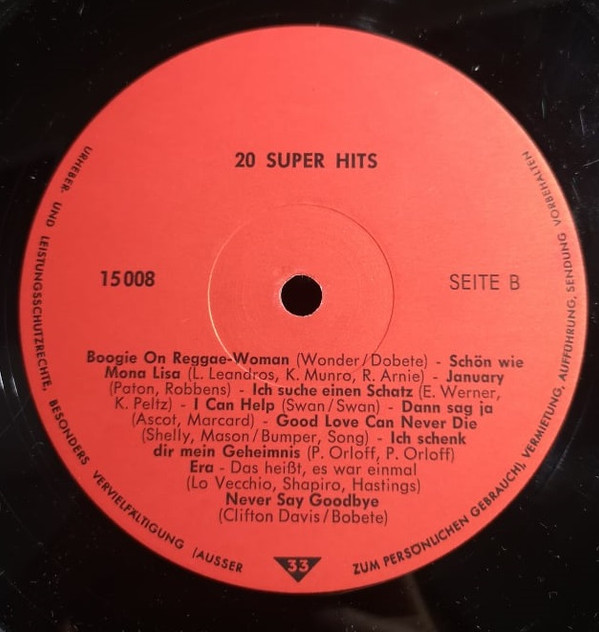 20 SUPER HITS
15 008
SEITE B
Boogie On Reggae-Woman (Wonder/Dobete) - Schön wie
Mona Lisa (L. Leandros, K. Munro, R. Arnie) - January
(Paton, Robbens) - Ich suche einen Schatz (E. Werner,
K. Peltz) - I Can Help (Swan/Swan) - Dann sag ja
(Ascot, Marcard) - Good Love Can Never Die
(Shelly, Mason/Bumper, Song) - Ich schenk
dir mein Geheimnis (P. Orloff, P. Orloff)
Era - Das heißt, es war einmal
(Lo Vecchio, Shapiro, Hastings)
Never Say Goodbye
(Clifton Davis/Bobete)
URHEBER- UND LEISTUNGSSCHUTZRECHTE, BESONDERS VERVIELFÄLTIGUNG (AUSSER
33
ZUM PERSÖNLICHEN GEBRAUCH), VERMIETUNG, AUFFÜHRUNG, SENDUNG VORBEHALTEN